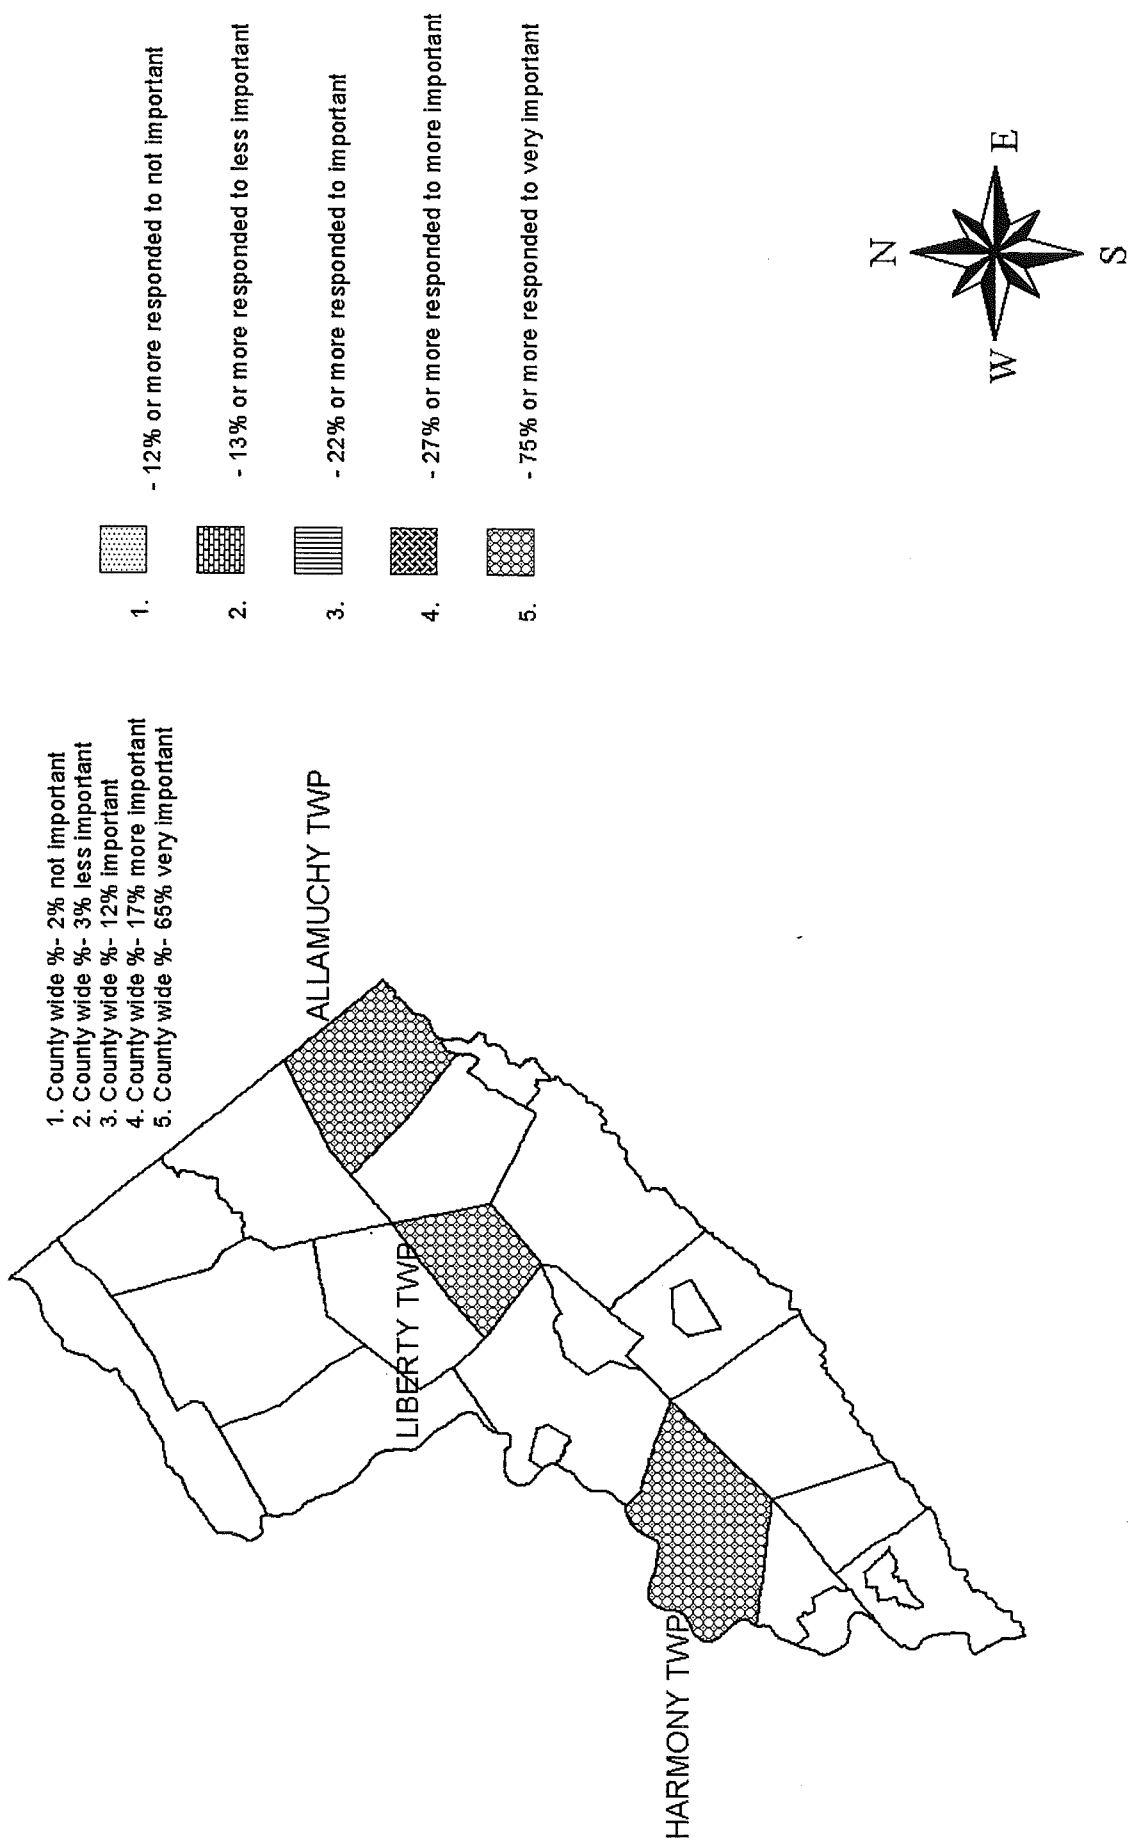 1. County wide %- 2% not important
2. County wide %- 3% less important
3. County wide %- 12% important
4. County wide %- 17% more important
5. County wide %- 65% very important
1. - 12% or more responded to not important
2. - 13% or more responded to less important
3. - 22% or more responded to important
4. - 27% or more responded to more important
5. - 75% or more responded to very important
ALLAMUCHY TWP
LIBERTY TWP
HARMONY TWP
N
W E
S